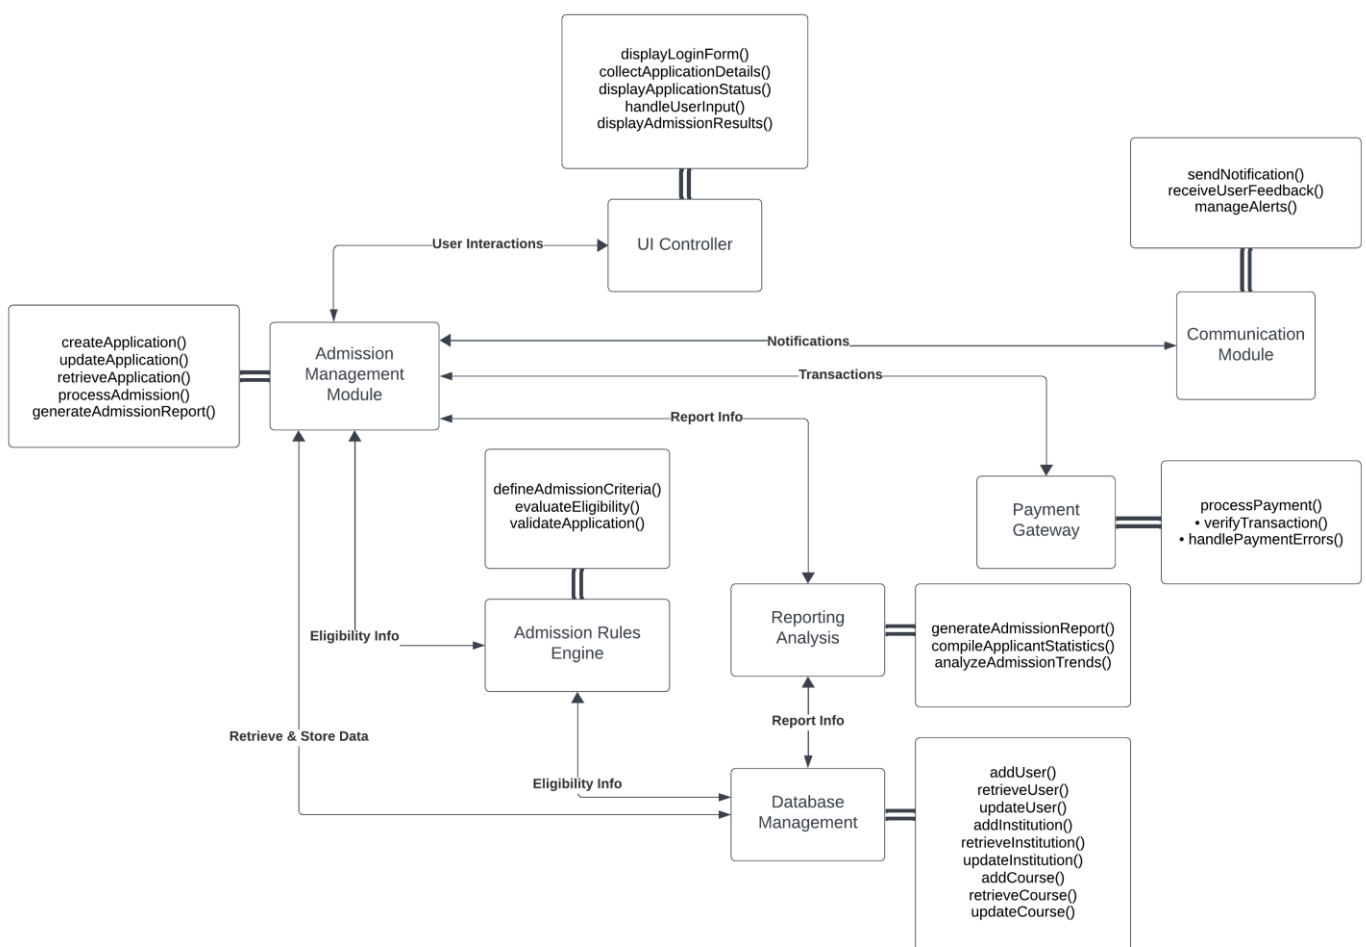 displayLoginForm()
collectApplicationDetails()
displayApplicationStatus()
handleUserInput()
displayAdmissionResults()
sendNotification()
receiveUserFeedback()
manageAlerts()
User Interactions
UI Controller
createApplication()
updateApplication()
retrieveApplication()
processAdmission()
generateAdmissionReport()
Admission
Management
Module
Notifications
Communication
Module
Transactions
Report Info
defineAdmissionCriteria()
evaluateEligibility()
validateApplication()
Payment
Gateway
processPayment()
• verifyTransaction()
• handlePaymentErrors()
Eligibility Info
Admission Rules
Engine
Reporting
Analysis
generateAdmissionReport()
compileApplicantStatistics()
analyzeAdmissionTrends()
Retrieve & Store Data
Report Info
Eligibility Info
Database
Management
addUser()
retrieveUser()
updateUser()
addInstitution()
retrieveInstitution()
updateInstitution()
addCourse()
retrieveCourse()
updateCourse()